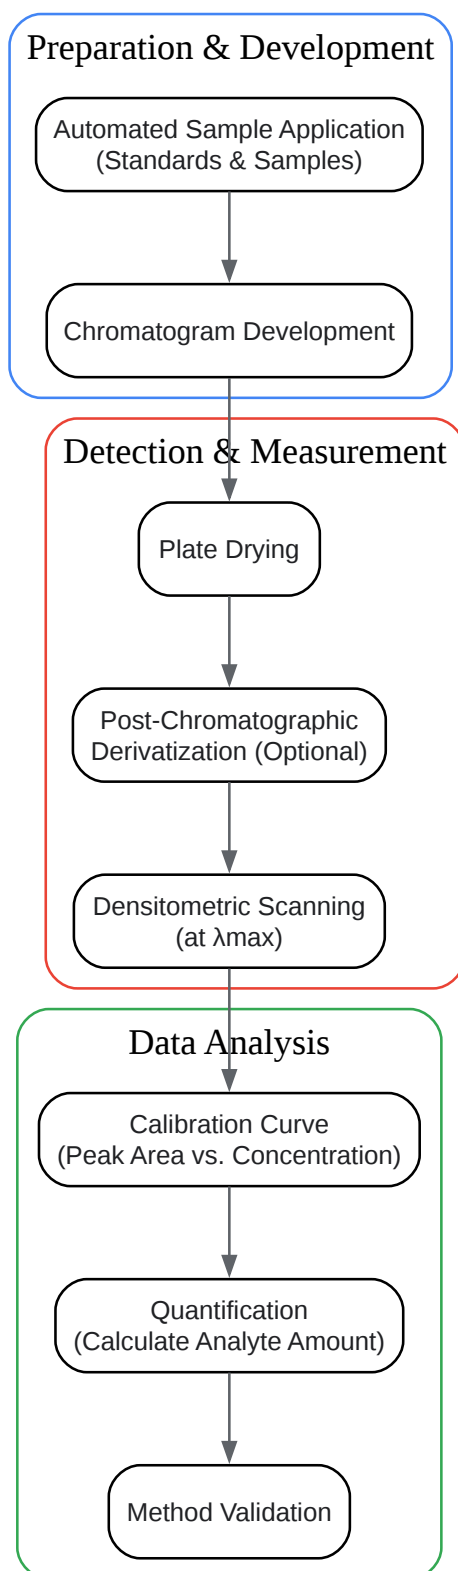 Preparation & Development
Automated Sample Application
(Standards & Samples)
Chromatogram Development
Detection & Measurement
Plate Drying
Post-Chromatographic
Derivatization (Optional)
Densitometric Scanning
(at λmax)
Data Analysis
Calibration Curve
(Peak Area vs. Concentration)
Quantification
(Calculate Analyte Amount)
Method Validation